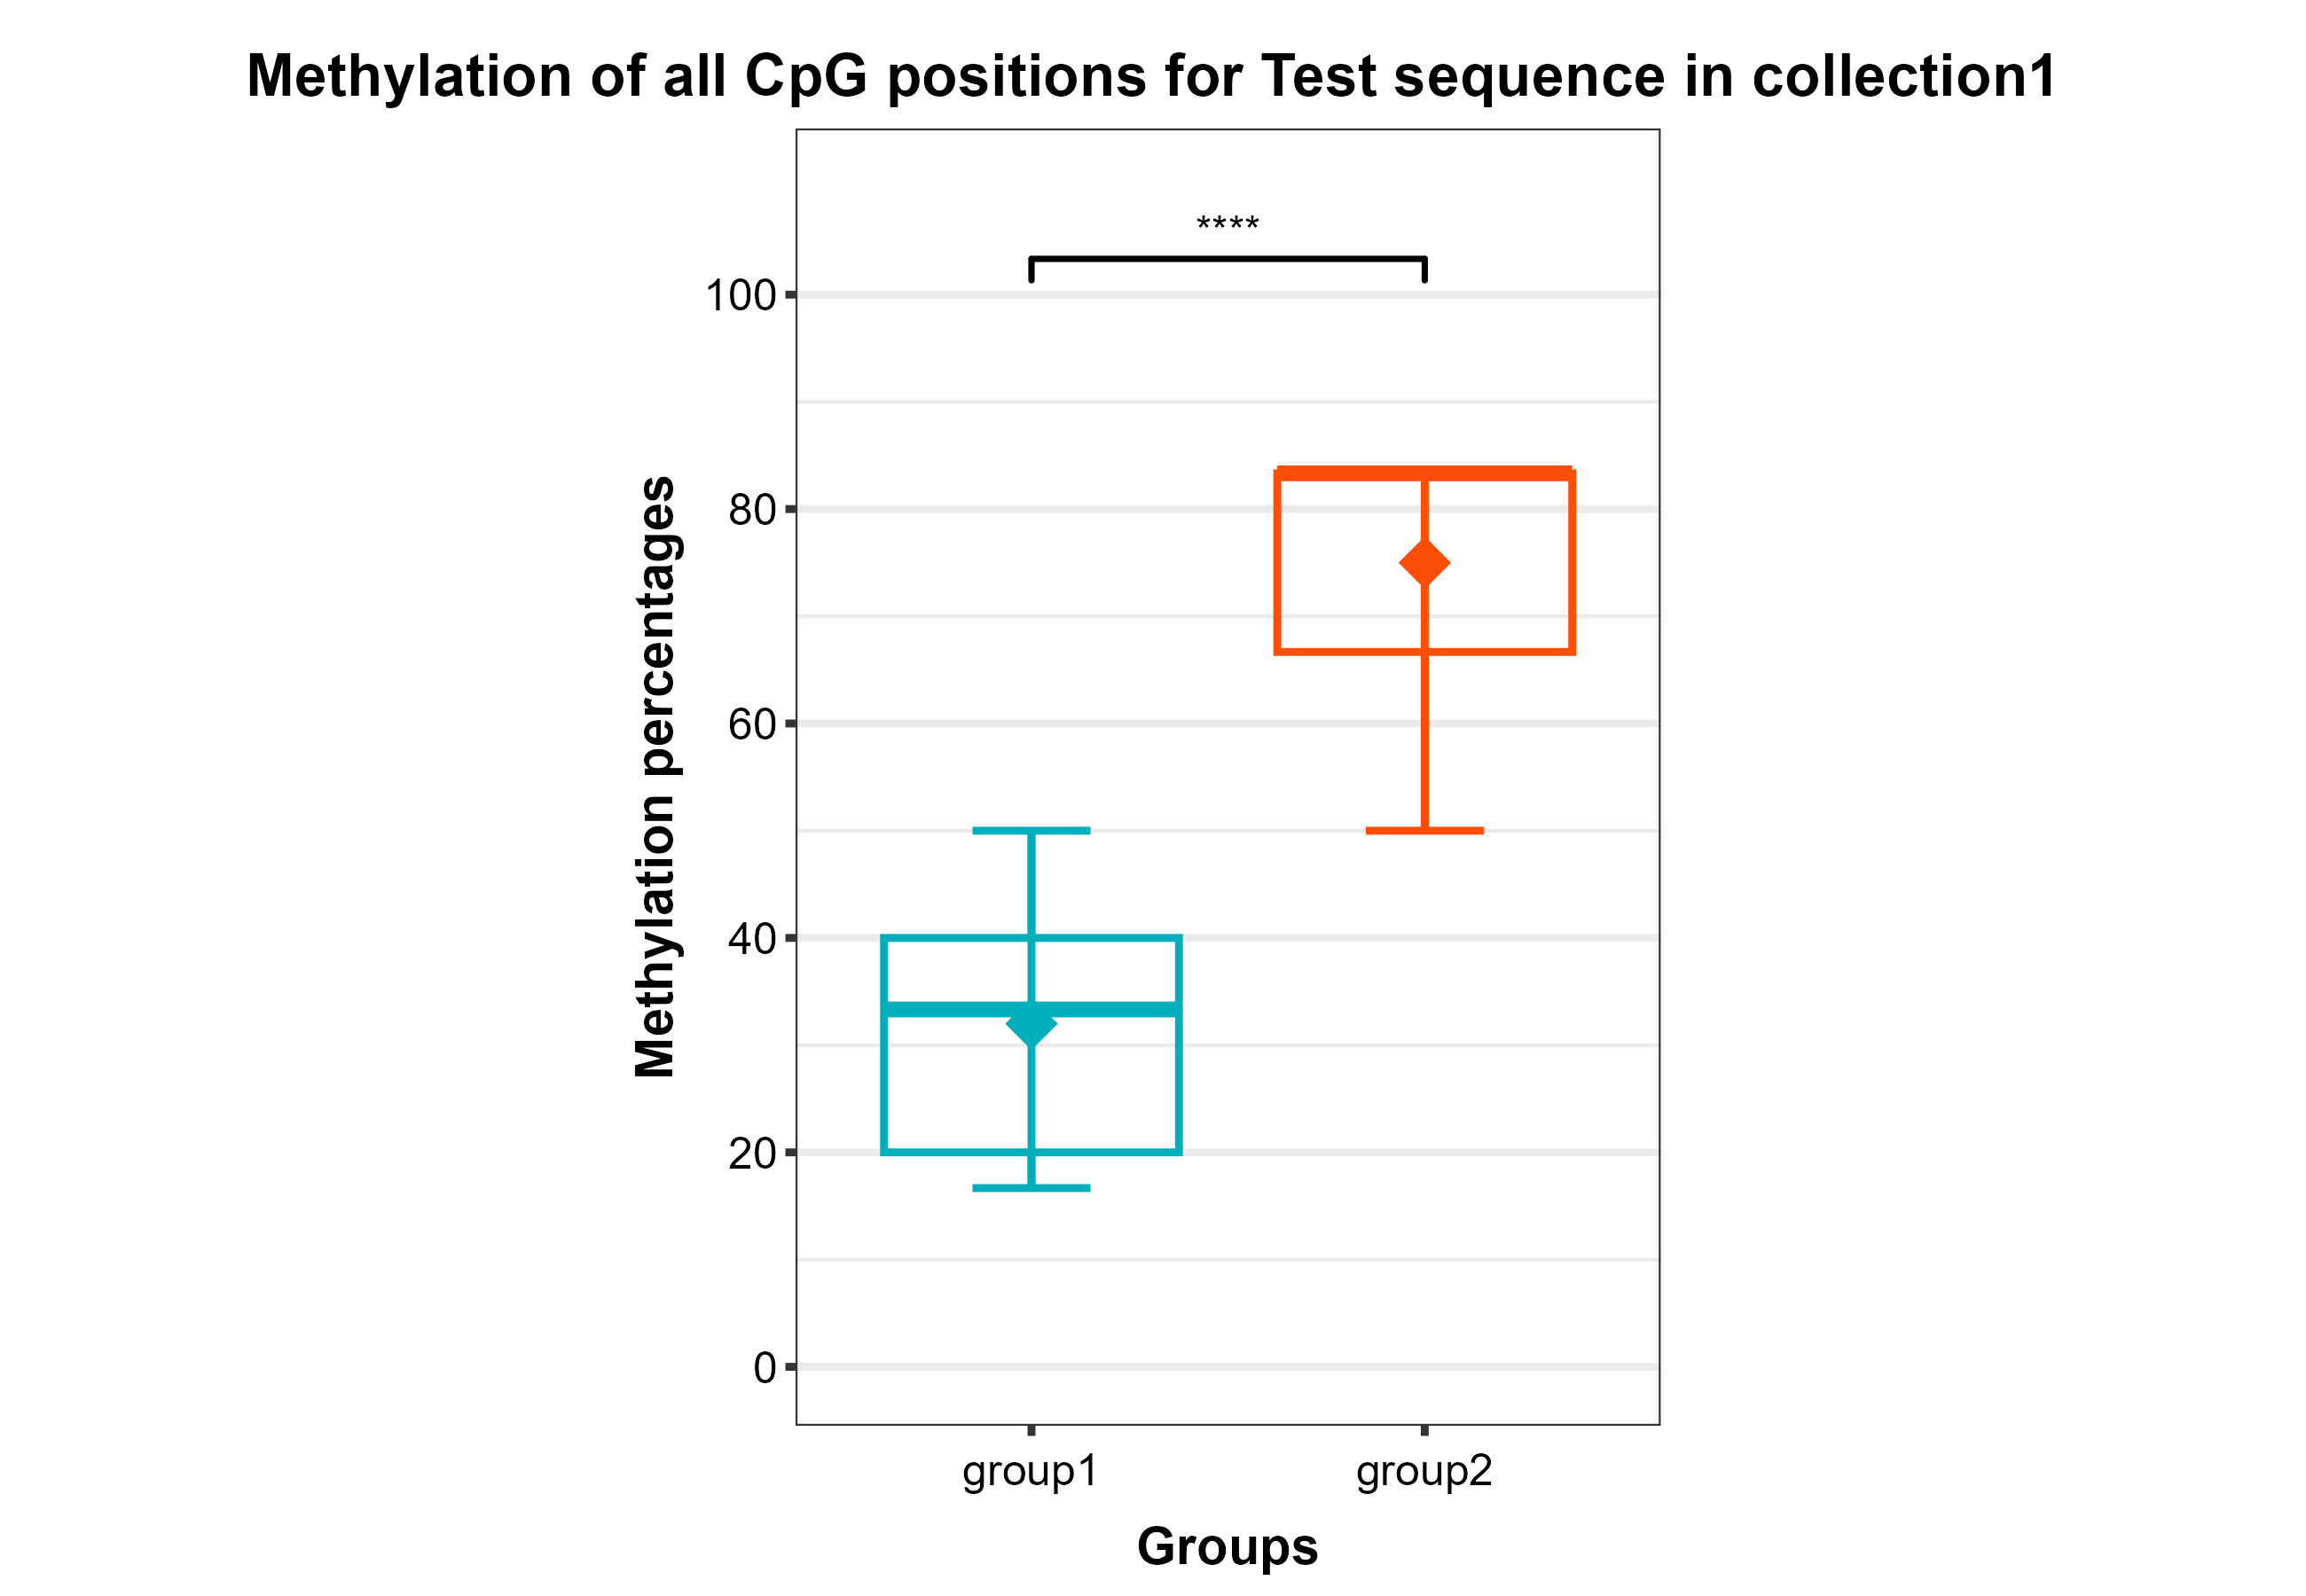 Methylation of all CpG positions for Test sequence in collection1
****
100
80
60
40
20
0
Methylation percentages
group1 group2
Groups